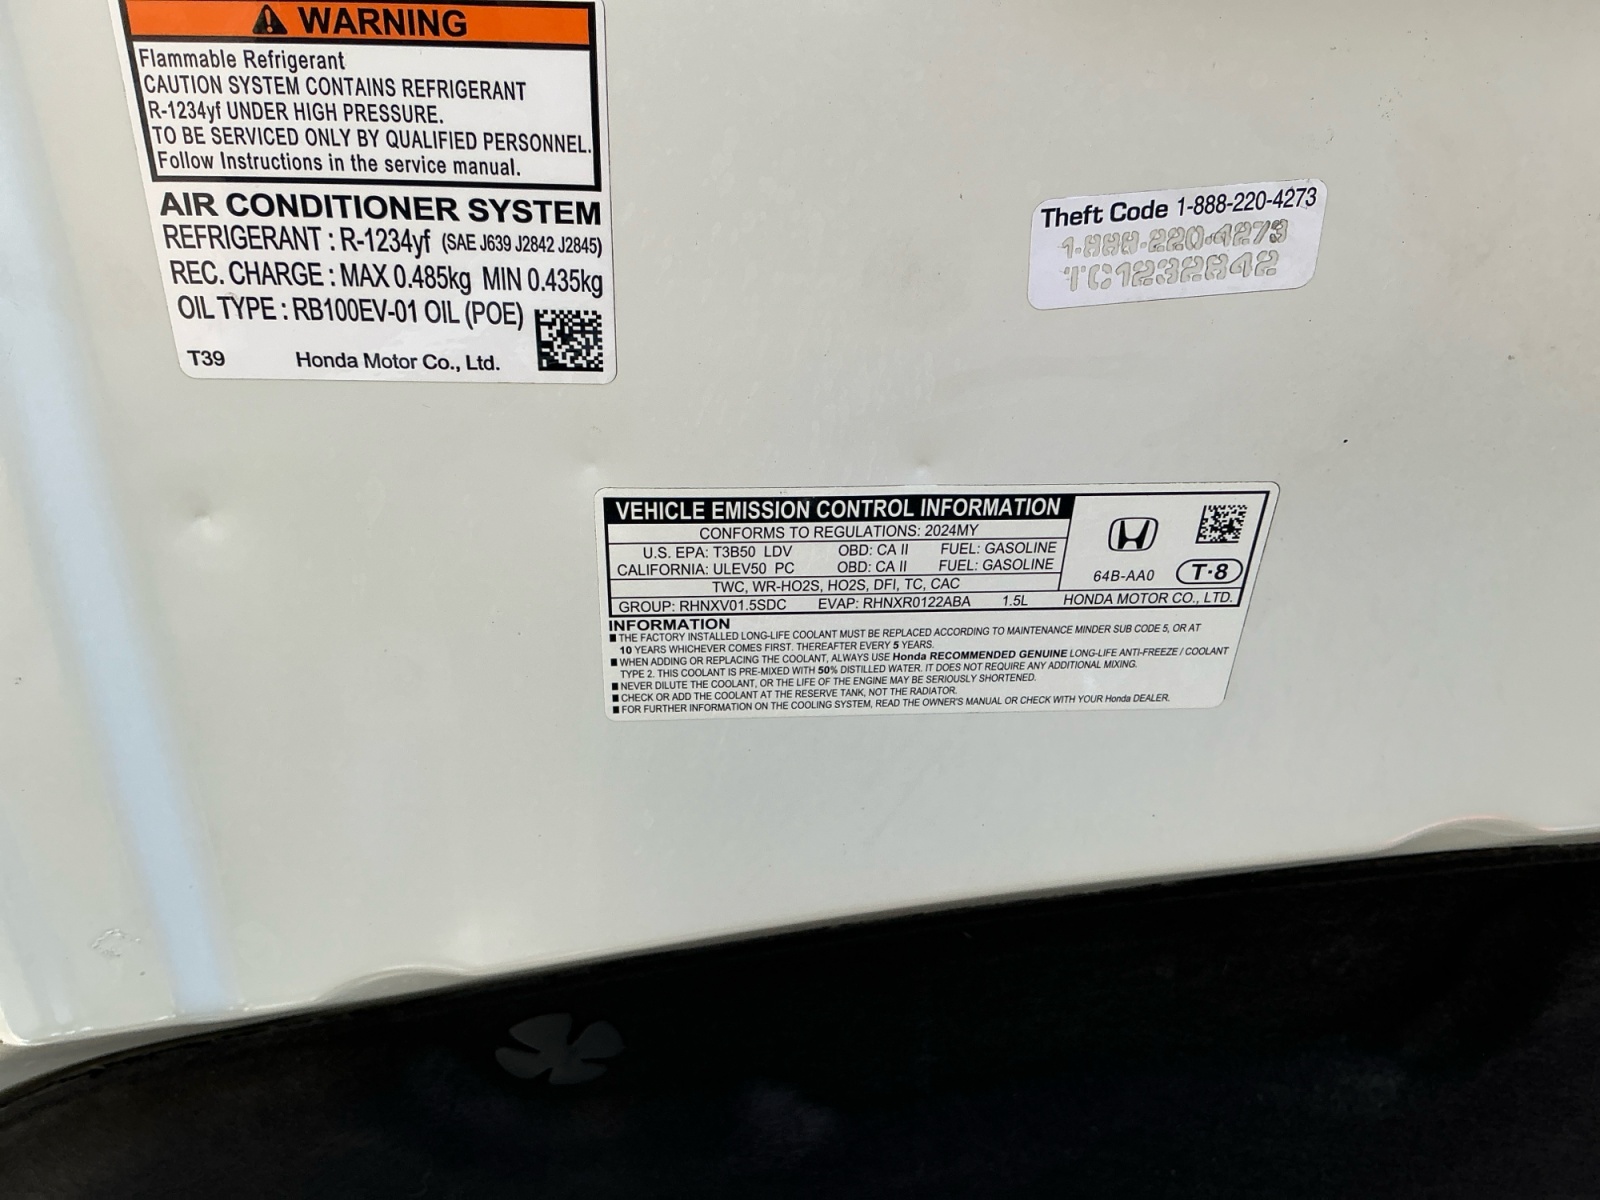 WARNING
Flammable Refrigerant
CAUTION SYSTEM CONTAINS REFRIGERANT
R-1234yf UNDER HIGH PRESSURE.
TO BE SERVICED ONLY BY QUALIFIED PERSONNEL.
Follow Instructions in the service manual.
AIR CONDITIONER SYSTEM
REFRIGERANT : R-1234yf (SAE J639 J2842 J2845)
REC. CHARGE : MAX 0.485kg MIN 0.435kg
OIL TYPE : RB100EV-01 OIL (POE)
T39 Honda Motor Co., Ltd.
Theft Code 1-888-220-4273
1-888-220-4273
TC1232842
VEHICLE EMISSION CONTROL INFORMATION
CONFORMS TO REGULATIONS: 2024MY
U.S. EPA: T3B50 LDV OBD: CA II FUEL: GASOLINE
CALIFORNIA: ULEV50 PC OBD: CA II FUEL: GASOLINE
TWC, WR-HO2S, HO2S, DFI, TC, CAC
64B-AA0 T-8
GROUP: RHNXV01.5SDC EVAP: RHNXR0122ABA 1.5L HONDA MOTOR CO., LTD.
INFORMATION
■ THE FACTORY INSTALLED LONG-LIFE COOLANT MUST BE REPLACED ACCORDING TO MAINTENANCE MINDER SUB CODE 5, OR AT
10 YEARS WHICHEVER COMES FIRST. THEREAFTER EVERY 5 YEARS.
■ WHEN ADDING OR REPLACING THE COOLANT, ALWAYS USE Honda RECOMMENDED GENUINE LONG-LIFE ANTI-FREEZE / COOLANT
TYPE 2. THIS COOLANT IS PRE-MIXED WITH 50% DISTILLED WATER. IT DOES NOT REQUIRE ANY ADDITIONAL MIXING.
■ NEVER DILUTE THE COOLANT, OR THE LIFE OF THE ENGINE MAY BE SERIOUSLY SHORTENED.
■ CHECK OR ADD THE COOLANT AT THE RESERVE TANK, NOT THE RADIATOR.
■ FOR FURTHER INFORMATION ON THE COOLING SYSTEM, READ THE OWNER'S MANUAL OR CHECK WITH YOUR Honda DEALER.